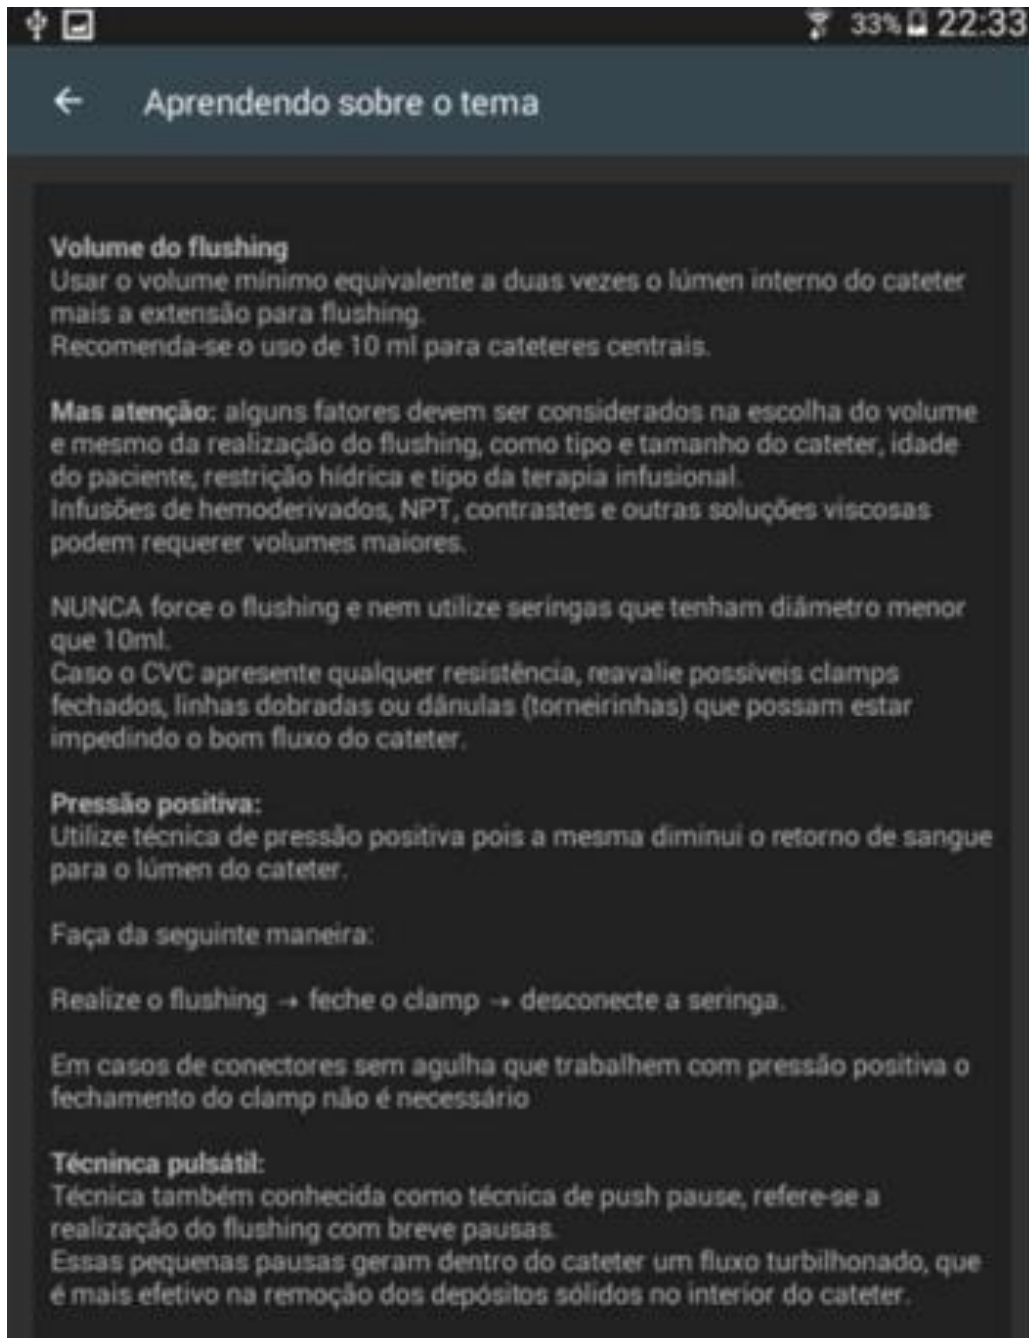 33% 22:33
Aprendendo sobre o tema
Volume do flushing
Usar o volume mínimo equivalente a duas vezes o lúmen interno do cateter
mais a extensão para flushing.
Recomenda-se o uso de 10 ml para cateteres centrais.
Mas atenção: alguns fatores devem ser considerados na escolha do volume
e mesmo da realização do flushing, como tipo e tamanho do cateter, idade
do paciente, restrição hídrica e tipo da terapia infusional.
Infusões de hemoderivados, NPT, contrastes e outras soluções viscosas
podem requerer volumes maiores.
NUNCA force o flushing e nem utilize seringas que tenham diâmetro menor
que 10ml.
Caso o CVC apresente qualquer resistência, reavalie possíveis clamps
fechados, linhas dobradas ou dânulas (torneirinhas) que possam estar
impedindo o bom fluxo do cateter.
Pressão positiva:
Utilize técnica de pressão positiva pois a mesma diminui o retorno de sangue
para o lúmen do cateter.
Faça da seguinte maneira:
Realize o flushing → feche o clamp → desconecte a seringa.
Em casos de conectores sem agulha que trabalhem com pressão positiva o
fechamento do clamp não é necessário
Técninca pulsátil:
Técnica também conhecida como técnica de push pause, refere-se a
realização do flushing com breve pausas.
Essas pequenas pausas geram dentro do cateter um fluxo turbilhonado, que
é mais efetivo na remoção dos depósitos sólidos no interior do cateter.